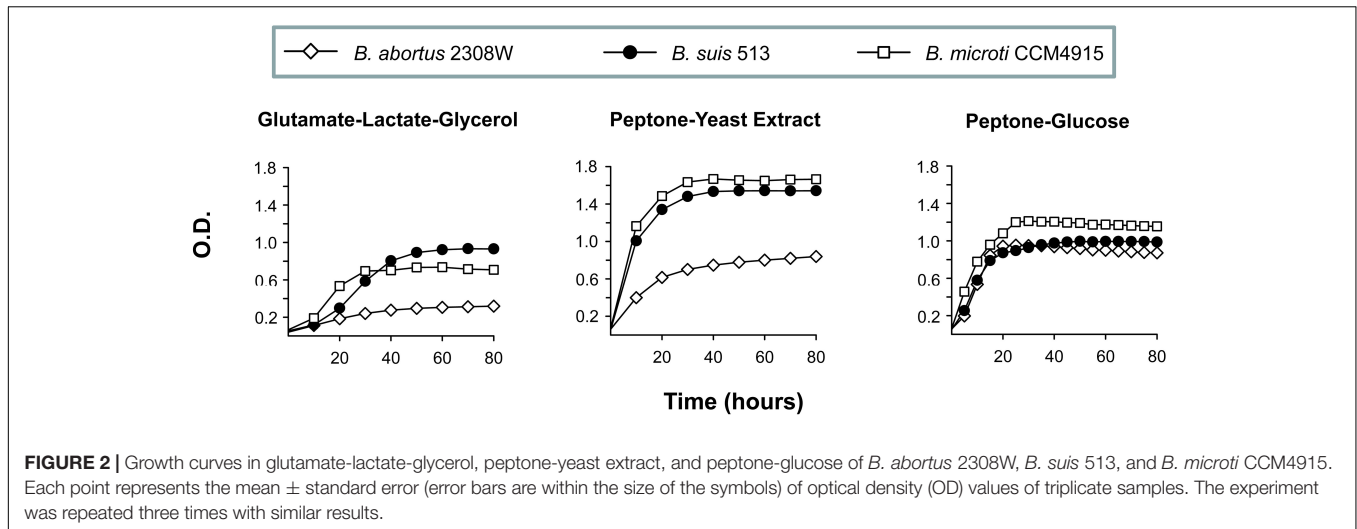 B. abortus 2308W B. suis 513 B. microti CCM4915
Glutamate-Lactate-Glycerol Peptone-Yeast Extract Peptone-Glucose
O.D.
1.8
1.4
1.0
0.6
0.2
20 40 60 80
1.8
1.4
1.0
0.6
0.2
20 40 60 80
1.8
1.4
1.0
0.6
0.2
20 40 60 80
Time (hours)
FIGURE 2 | Growth curves in glutamate-lactate-glycerol, peptone-yeast extract, and peptone-glucose of B. abortus 2308W, B. suis 513, and B. microti CCM4915.
Each point represents the mean ± standard error (error bars are within the size of the symbols) of optical density (OD) values of triplicate samples. The experiment
was repeated three times with similar results.